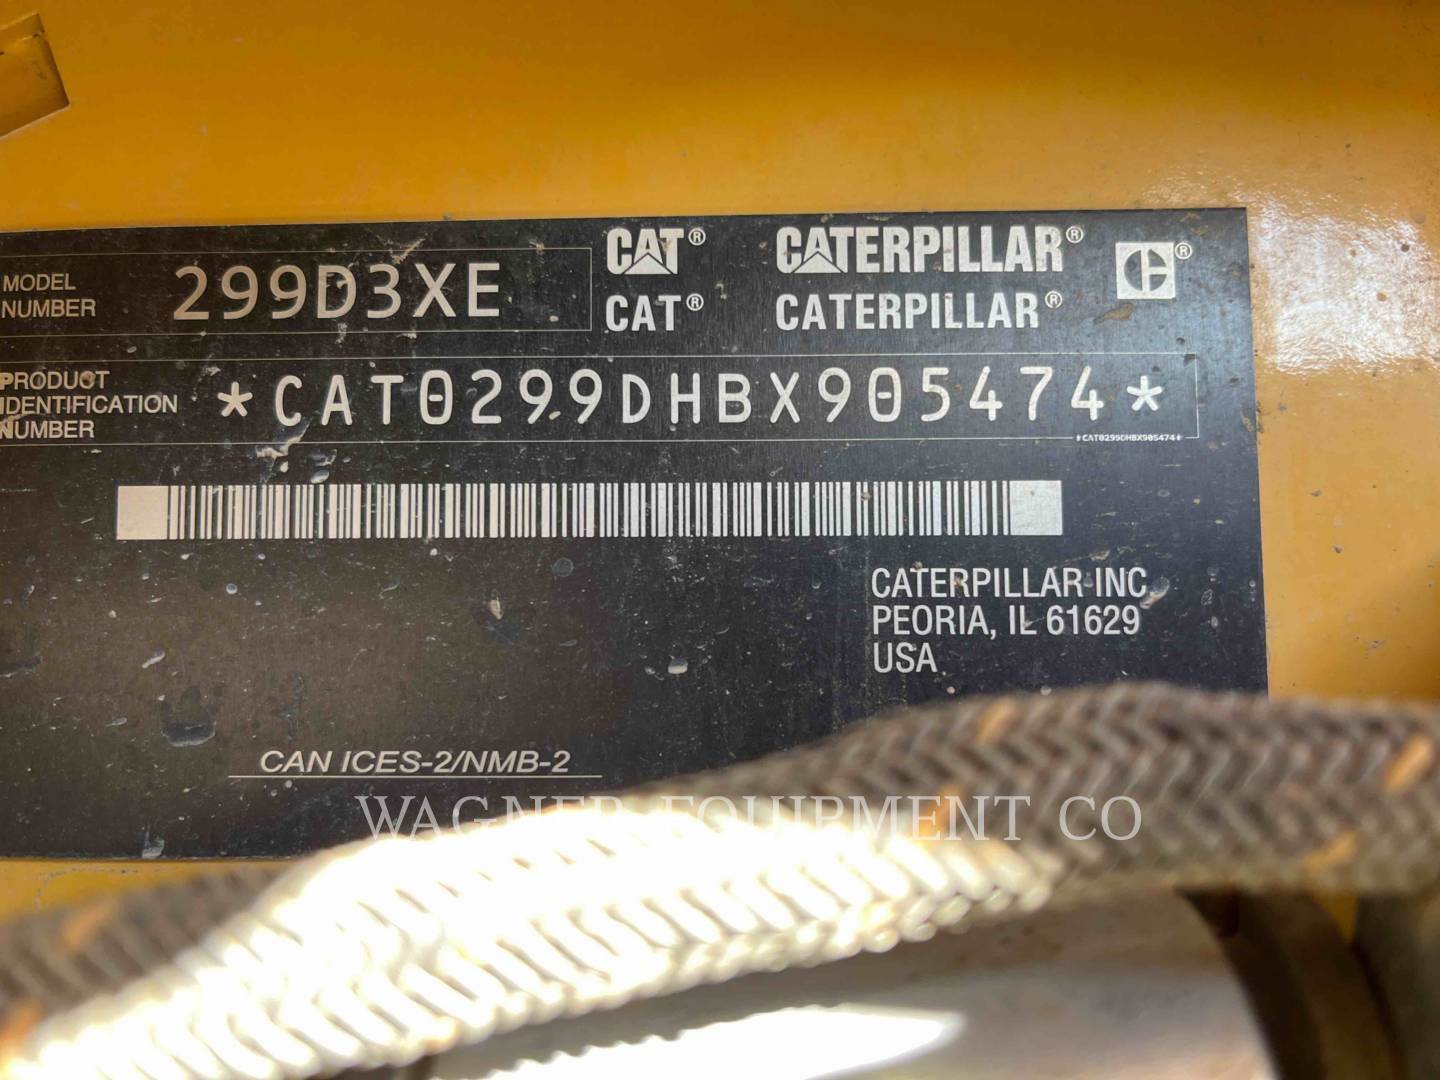 MODEL
NUMBER
299D3XE
CAT® CATERPILLAR® ®
CAT® CATERPILLAR®
PRODUCT
IDENTIFICATION
NUMBER
*CAT0299DHBX905474*
*CAT0299DHBX905474*
CATERPILLAR INC
PEORIA, IL 61629
USA
CAN ICES-2/NMB-2
WAGNER EQUIPMENT CO